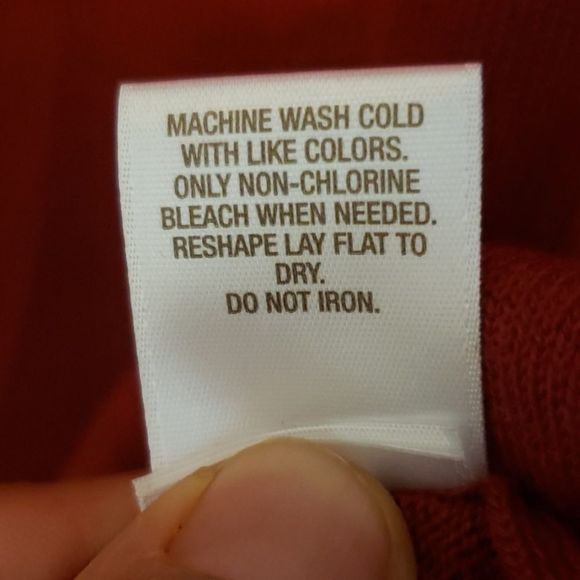 MACHINE WASH COLD
WITH LIKE COLORS.
ONLY NON-CHLORINE
BLEACH WHEN NEEDED.
RESHAPE LAY FLAT TO
DRY.
DO NOT IRON.